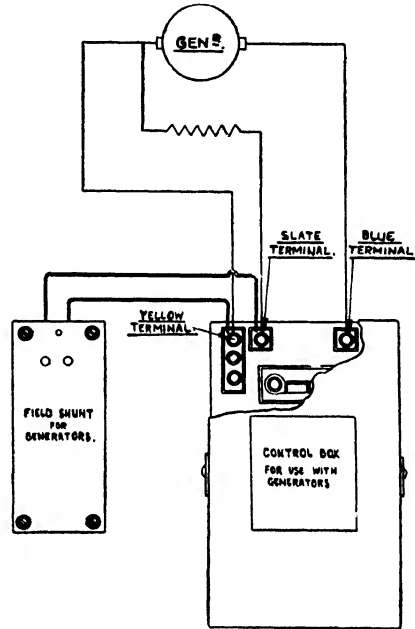 GEN R.
SLATE
TERMINAL.
BLUE
TERMINAL
YELLOW
TERMINAL.
FIELD SHUNT
FOR
GENERATORS.
CONTROL BOX
FOR USE WITH
GENERATORS